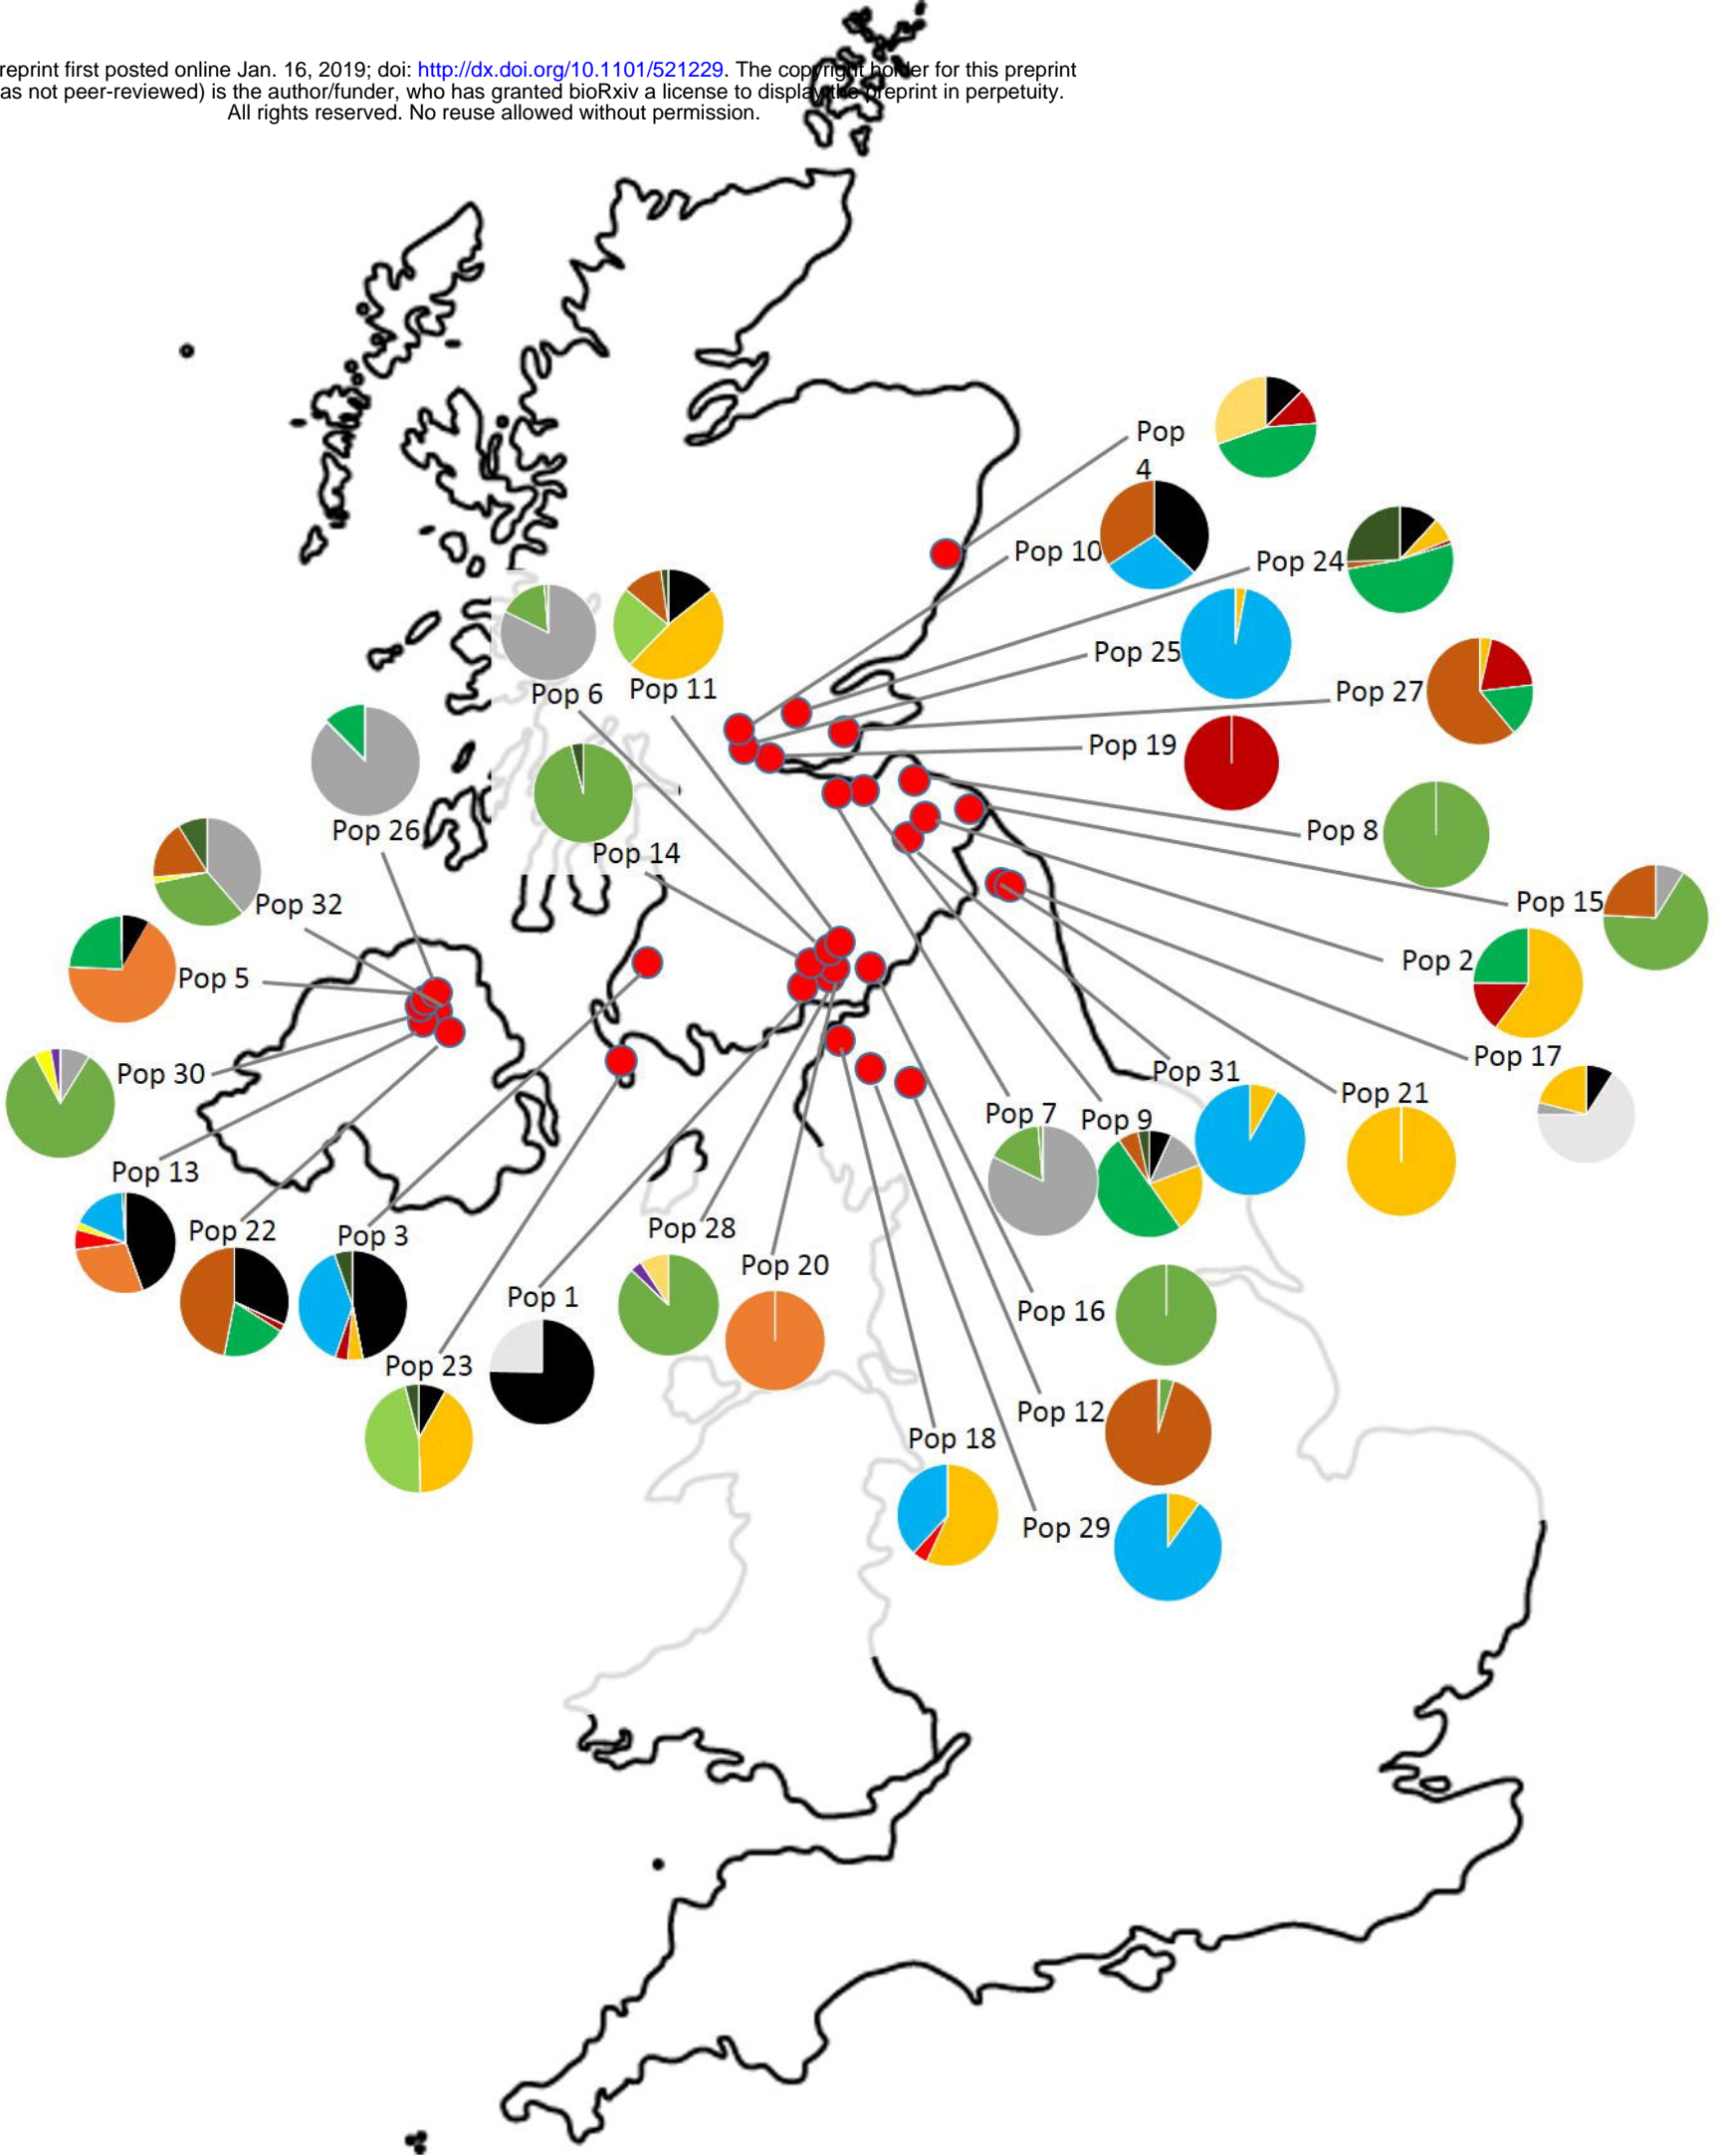 reprint first posted online Jan. 16, 2019; doi: http://dx.doi.org/10.1101/521229. The copyright holder for this preprint
as not peer-reviewed) is the author/funder, who has granted bioRxiv a license to display the preprint in perpetuity.
All rights reserved. No reuse allowed without permission.
Pop
4
Pop 10
Pop 24
Pop 25
Pop 27
Pop 6
Pop 11
Pop 19
Pop 26
Pop 8
Pop 14
Pop 32
Pop 15
Pop 2
Pop 5
Pop 17
Pop 30
Pop 31
Pop 21
Pop 7
Pop 9
Pop 13
Pop 22
Pop 3
Pop 28
Pop 20
Pop 1
Pop 16
Pop 23
Pop 12
Pop 18
Pop 29